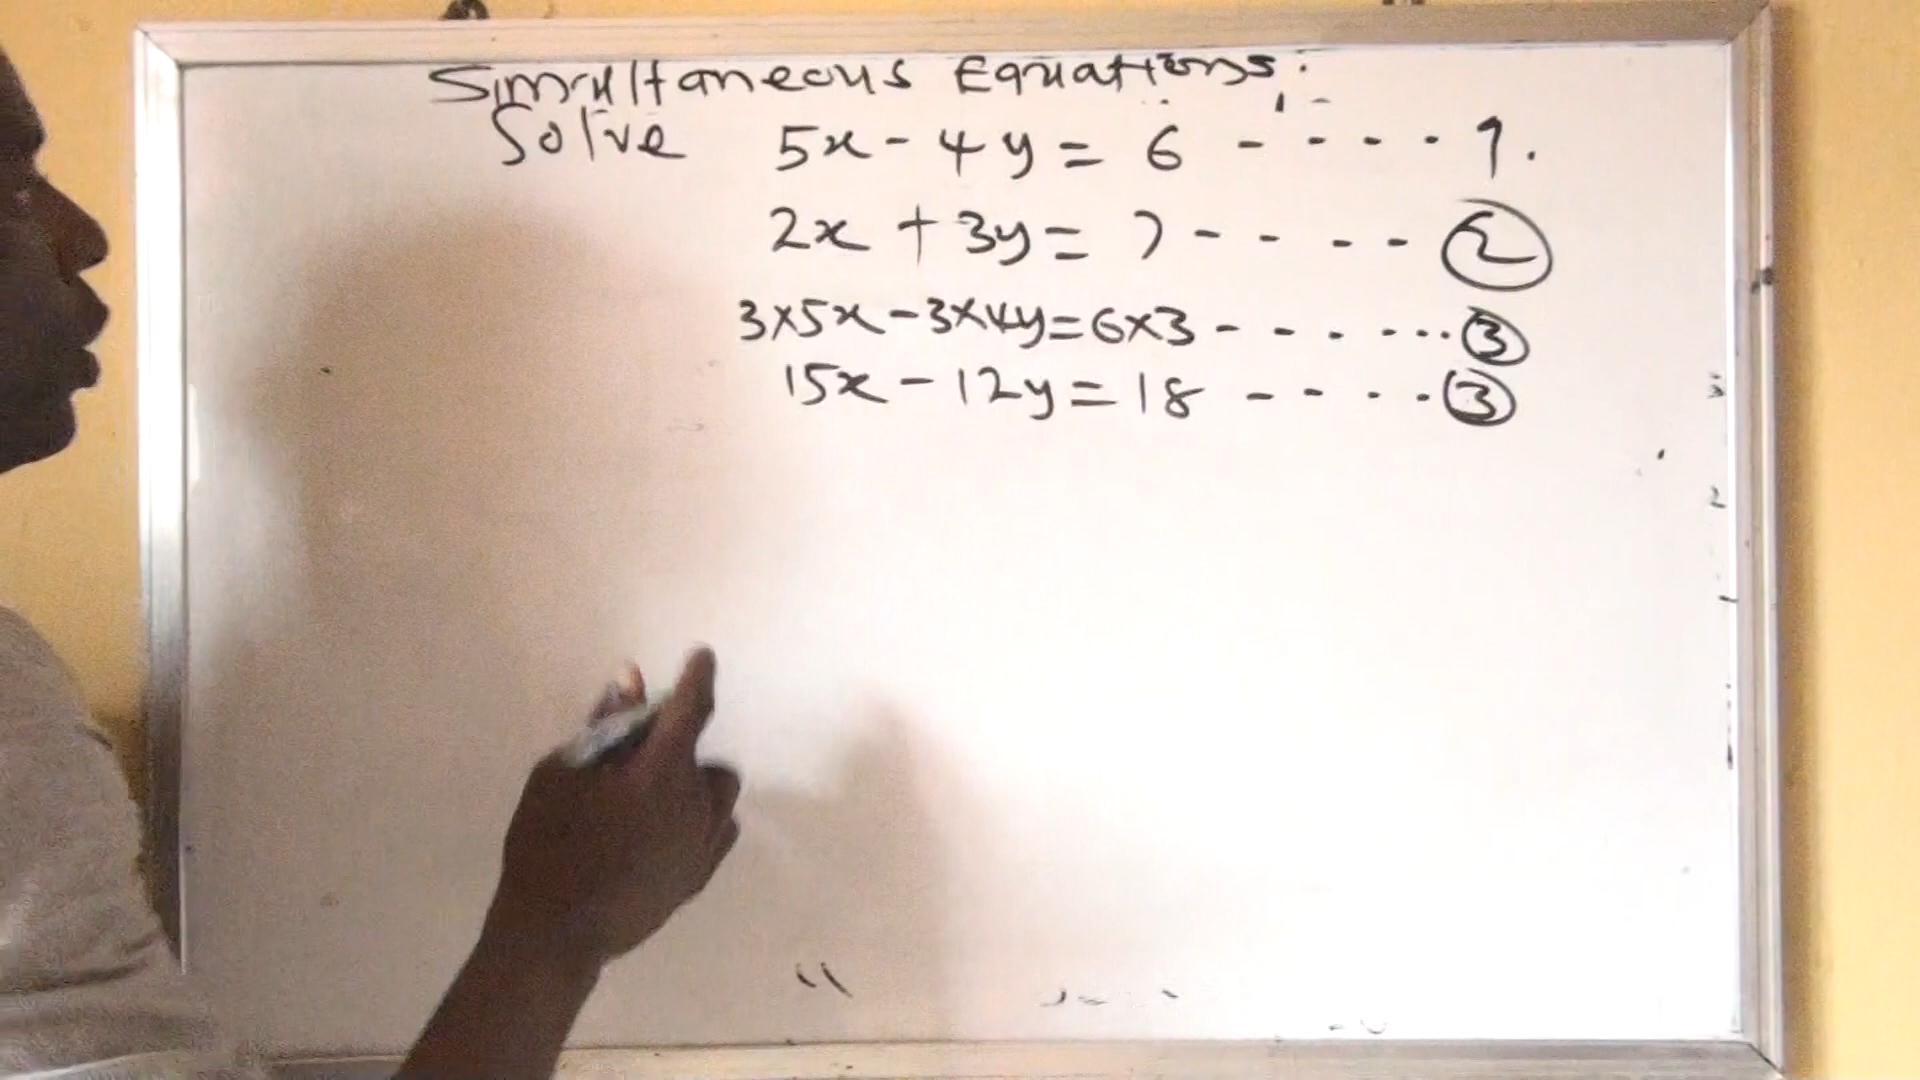 Simultaneous Equations:
Solve 5x - 4y = 6 - - - - - 1.
2x + 3y = 7 - - - - 2
3x5x - 3x4y = 6x3 - - - - - - - 3
15x - 12y = 18 - - - - 3